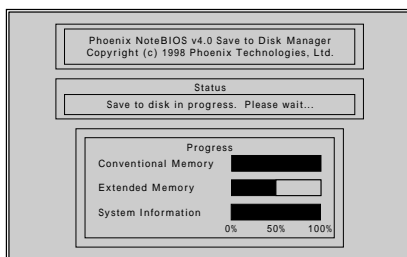 Phoenix NoteBIOS v4.0 Save to Disk Manager
Copyright (c) 1998 Phoenix Technologies, Ltd.
Status
Save to disk in progress. Please wait...
Progress
Conventional Memory
Extended Memory
System Information
0% 50% 100%